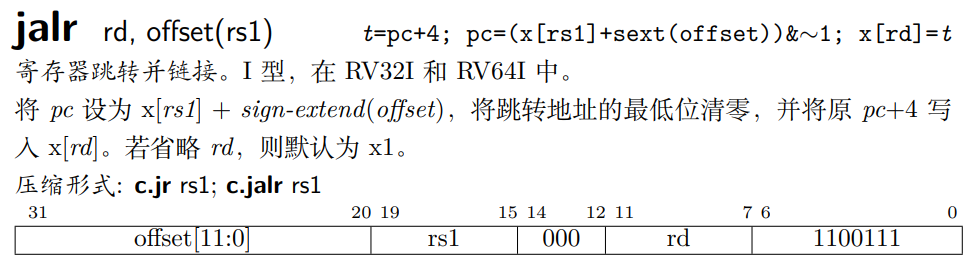 jalr rd, offset(rs1) t=pc+4; pc=(x[rs1]+sext(offset))&~1; x[rd]=t
寄存器跳转并链接。I 型，在 RV32I 和 RV64I 中。
将 pc 设为 x[rs1] + sign-extend(offset)，将跳转地址的最低位清零，并将原 pc+4 写
入 x[rd]。若省略 rd，则默认为 x1。
压缩形式: c.jr rs1; c.jalr rs1
31 20 19 15 14 12 11 7 6 0
offset[11:0] rs1 000 rd 1100111